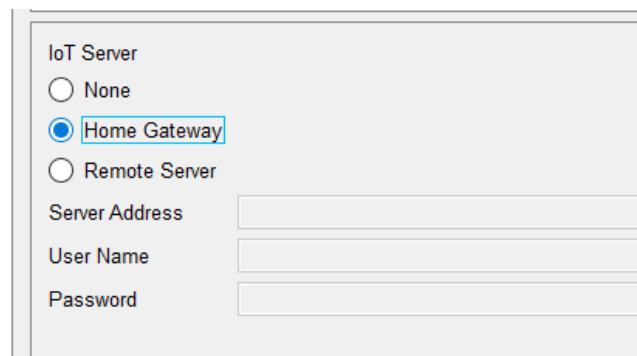 IoT Server
None
Home Gateway
Remote Server
Server Address
User Name
Password